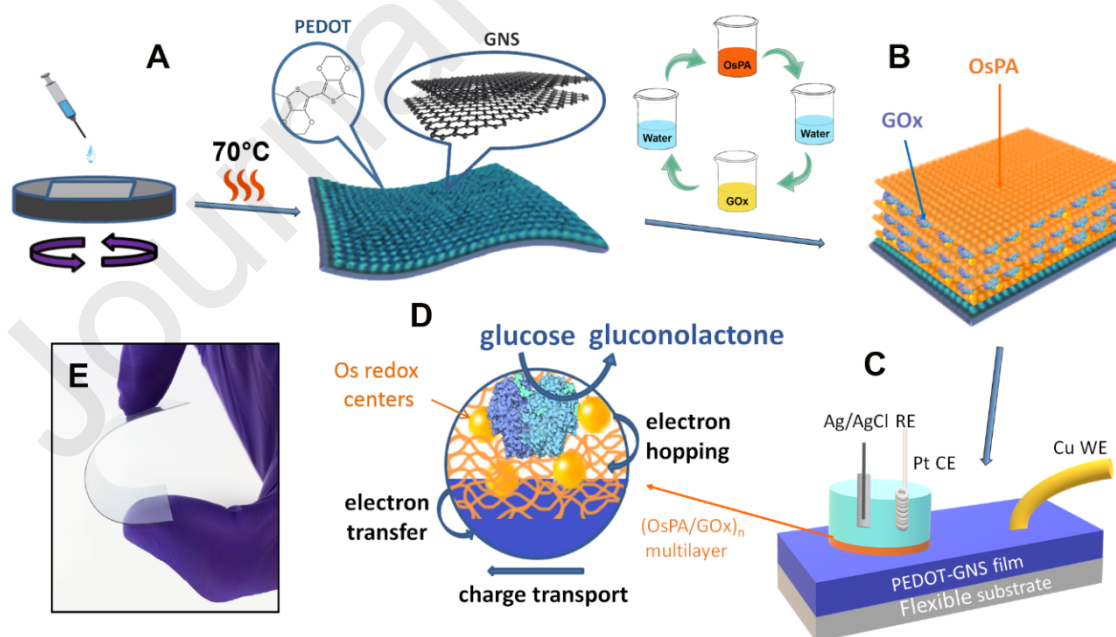 A
PEDOT
GNS
70°C
OsPA
Water
Water
GOx
B
OsPA
GOx
Journal
D
glucose gluconolactone
Os redox
centers
electron
hopping
electron
transfer
charge transport
(OsPA/GOx)n
multilayer
E
C
Ag/AgCl RE
Pt CE
Cu WE
PEDOT-GNS film
Flexible substrate